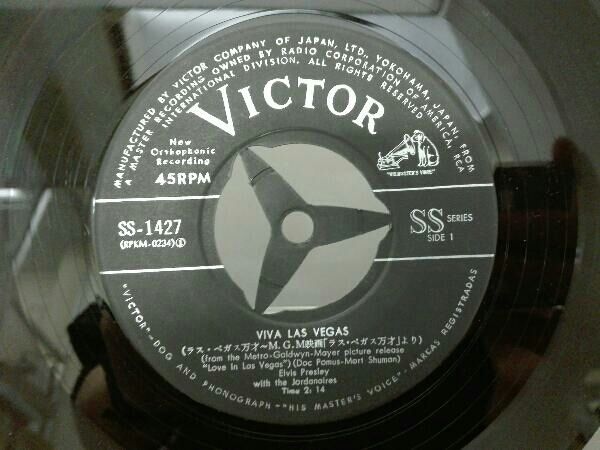 MANUFACTURED BY VICTOR COMPANY OF JAPAN, LTD., YOKOHAMA, JAPAN, FROM
A MASTER RECORDING OWNED BY RADIO CORPORATION OF AMERICA, RCA
INTERNATIONAL DIVISION. ALL RIGHTS RESERVED
VICTOR
New
Orthophonic
Recording
45RPM
"HIS MASTER'S VOICE"
SS-1427
(RPKM-0234)
SS SERIES
SIDE 1
VIVA LAS VEGAS
(ラス・ベガス万才~M.G.M映画「ラス・ベガス万才」より)
(from the Metro-Goldwyn-Mayer picture release
"Love In Las Vegas") (Doc Pomus-Mort Shuman)
Elvis Presley
with the Jordanaires
Time 2:14
"VICTOR"—DOG AND PHONOGRAPH—"HIS MASTER'S VOICE"—MARCAS REGISTRADAS